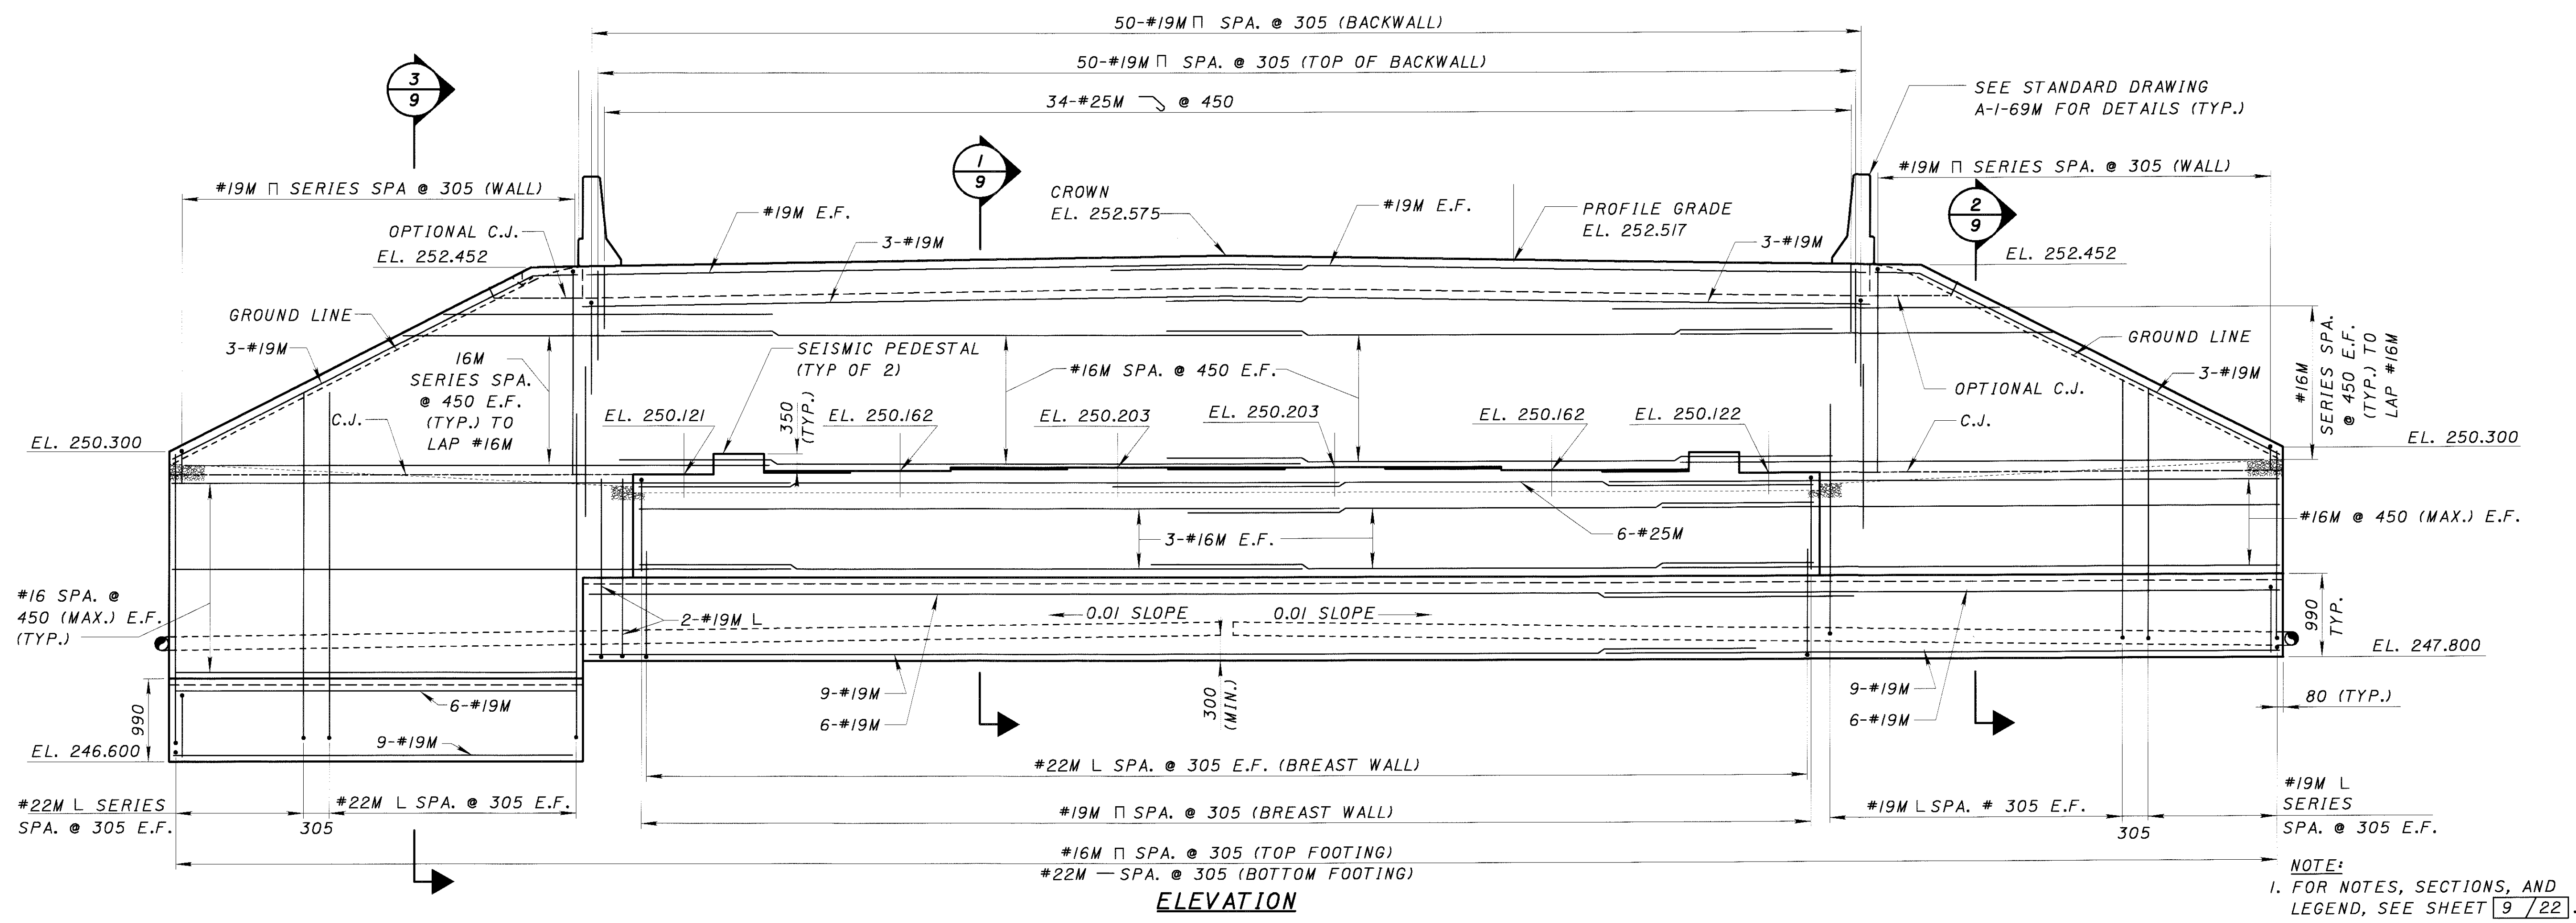 50-#19M ⊓ SPA. @ 305 (BACKWALL)
50-#19M ⊓ SPA. @ 305 (TOP OF BACKWALL)
34-#25M @ 450
SEE STANDARD DRAWING
A-1-69M FOR DETAILS (TYP.)
3
9
1
9
2
9
#19M ⊓ SERIES SPA @ 305 (WALL)
#19M ⊓ SERIES SPA. @ 305 (WALL)
OPTIONAL C.J.
EL. 252.452
#19M E.F.
3-#19M
CROWN
EL. 252.575
#19M E.F.
PROFILE GRADE
EL. 252.517
3-#19M
EL. 252.452
GROUND LINE
3-#19M
16M
SERIES SPA.
@ 450 E.F.
(TYP.) TO
LAP #16M
C.J.
EL. 250.300
SEISMIC PEDESTAL
(TYP OF 2)
350
(TYP.)
#16M SPA. @ 450 E.F.
EL. 250.121
EL. 250.162
EL. 250.203
EL. 250.203
EL. 250.162
EL. 250.122
GROUND LINE
3-#19M
OPTIONAL C.J.
C.J.
#16M
SERIES SPA.
@ 450 E.F.
(TYP.) TO
LAP #16M
EL. 250.300
#16M @ 450 (MAX.) E.F.
3-#16M E.F.
6-#25M
#16 SPA. @
450 (MAX.) E.F.
(TYP.)
2-#19M L
0.01 SLOPE
0.01 SLOPE
990
TYP.
EL. 247.800
80 (TYP.)
9-#19M
6-#19M
300
(MIN.)
9-#19M
6-#19M
990
6-#19M
9-#19M
EL. 246.600
#22M L SERIES
SPA. @ 305 E.F.
305
#22M L SPA. @ 305 E.F.
#22M L SPA. @ 305 E.F. (BREAST WALL)
#19M ⊓ SPA. @ 305 (BREAST WALL)
#19M L SPA. # 305 E.F.
305
#19M L
SERIES
SPA. @ 305 E.F.
#16M ⊓ SPA. @ 305 (TOP FOOTING)
#22M — SPA. @ 305 (BOTTOM FOOTING)
ELEVATION
NOTE:
1. FOR NOTES, SECTIONS, AND
LEGEND, SEE SHEET 9 / 22 .